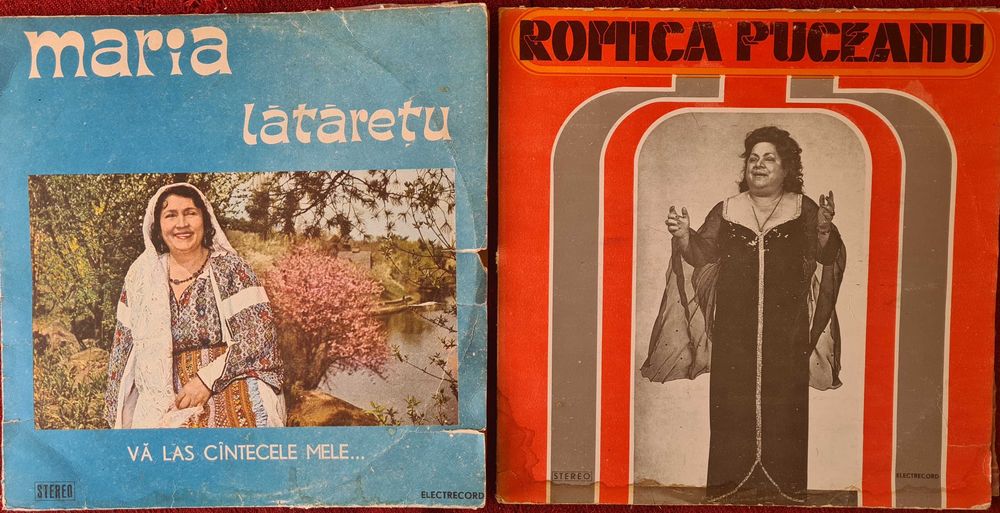 maria
lătărețu
VĂ LAS CÎNTECELE MELE...
STEREO
ELECTRECORD
ROMICA PUCEANU
STEREO
ELECTRECORD